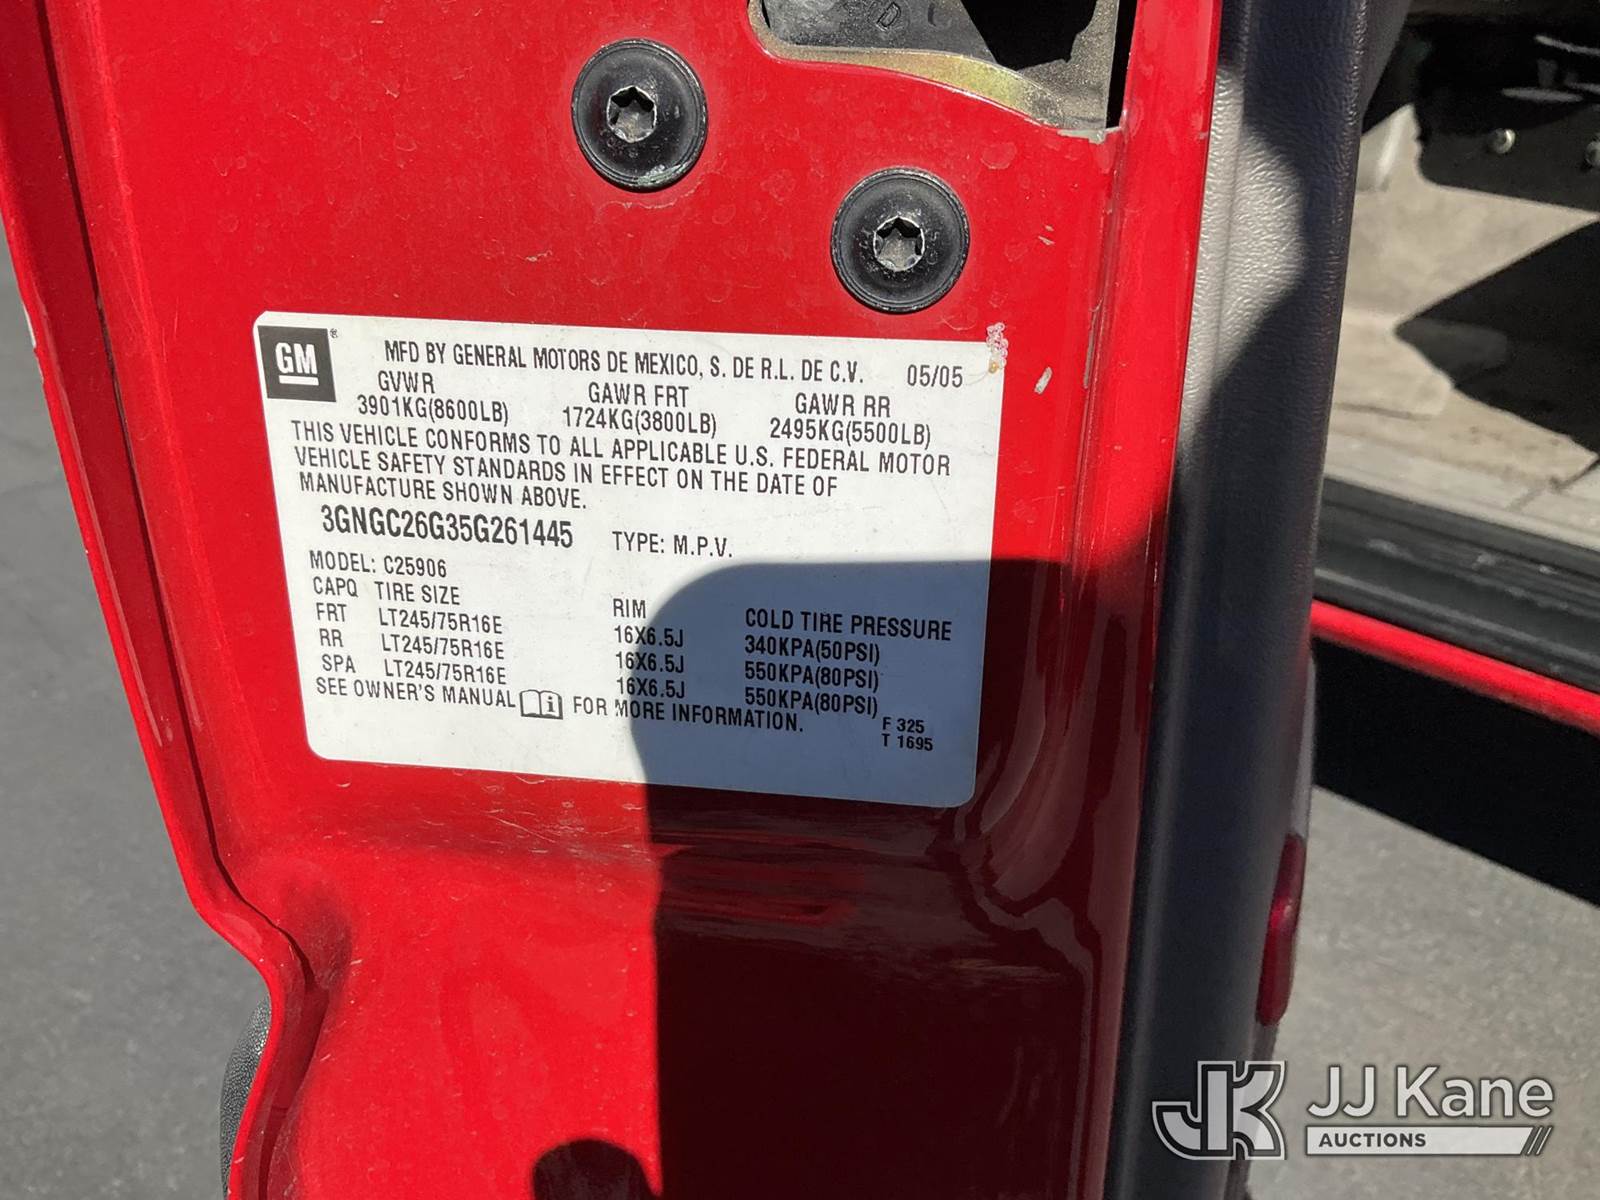 GM®
MFD BY GENERAL MOTORS DE MEXICO, S. DE R.L. DE C.V. 05/05
GVWR GAWR FRT GAWR RR
3901KG(8600LB) 1724KG(3800LB) 2495KG(5500LB)
THIS VEHICLE CONFORMS TO ALL APPLICABLE U.S. FEDERAL MOTOR
VEHICLE SAFETY STANDARDS IN EFFECT ON THE DATE OF
MANUFACTURE SHOWN ABOVE.
3GNGC26G35G261445 TYPE: M.P.V.
MODEL: C25906
CAPQ TIRE SIZE RIM COLD TIRE PRESSURE
FRT LT245/75R16E 16X6.5J 340KPA(50PSI)
RR LT245/75R16E 16X6.5J 550KPA(80PSI)
SPA LT245/75R16E 16X6.5J 550KPA(80PSI)
SEE OWNER'S MANUAL i FOR MORE INFORMATION.
F 325
T 1695
JK JJ Kane
AUCTIONS